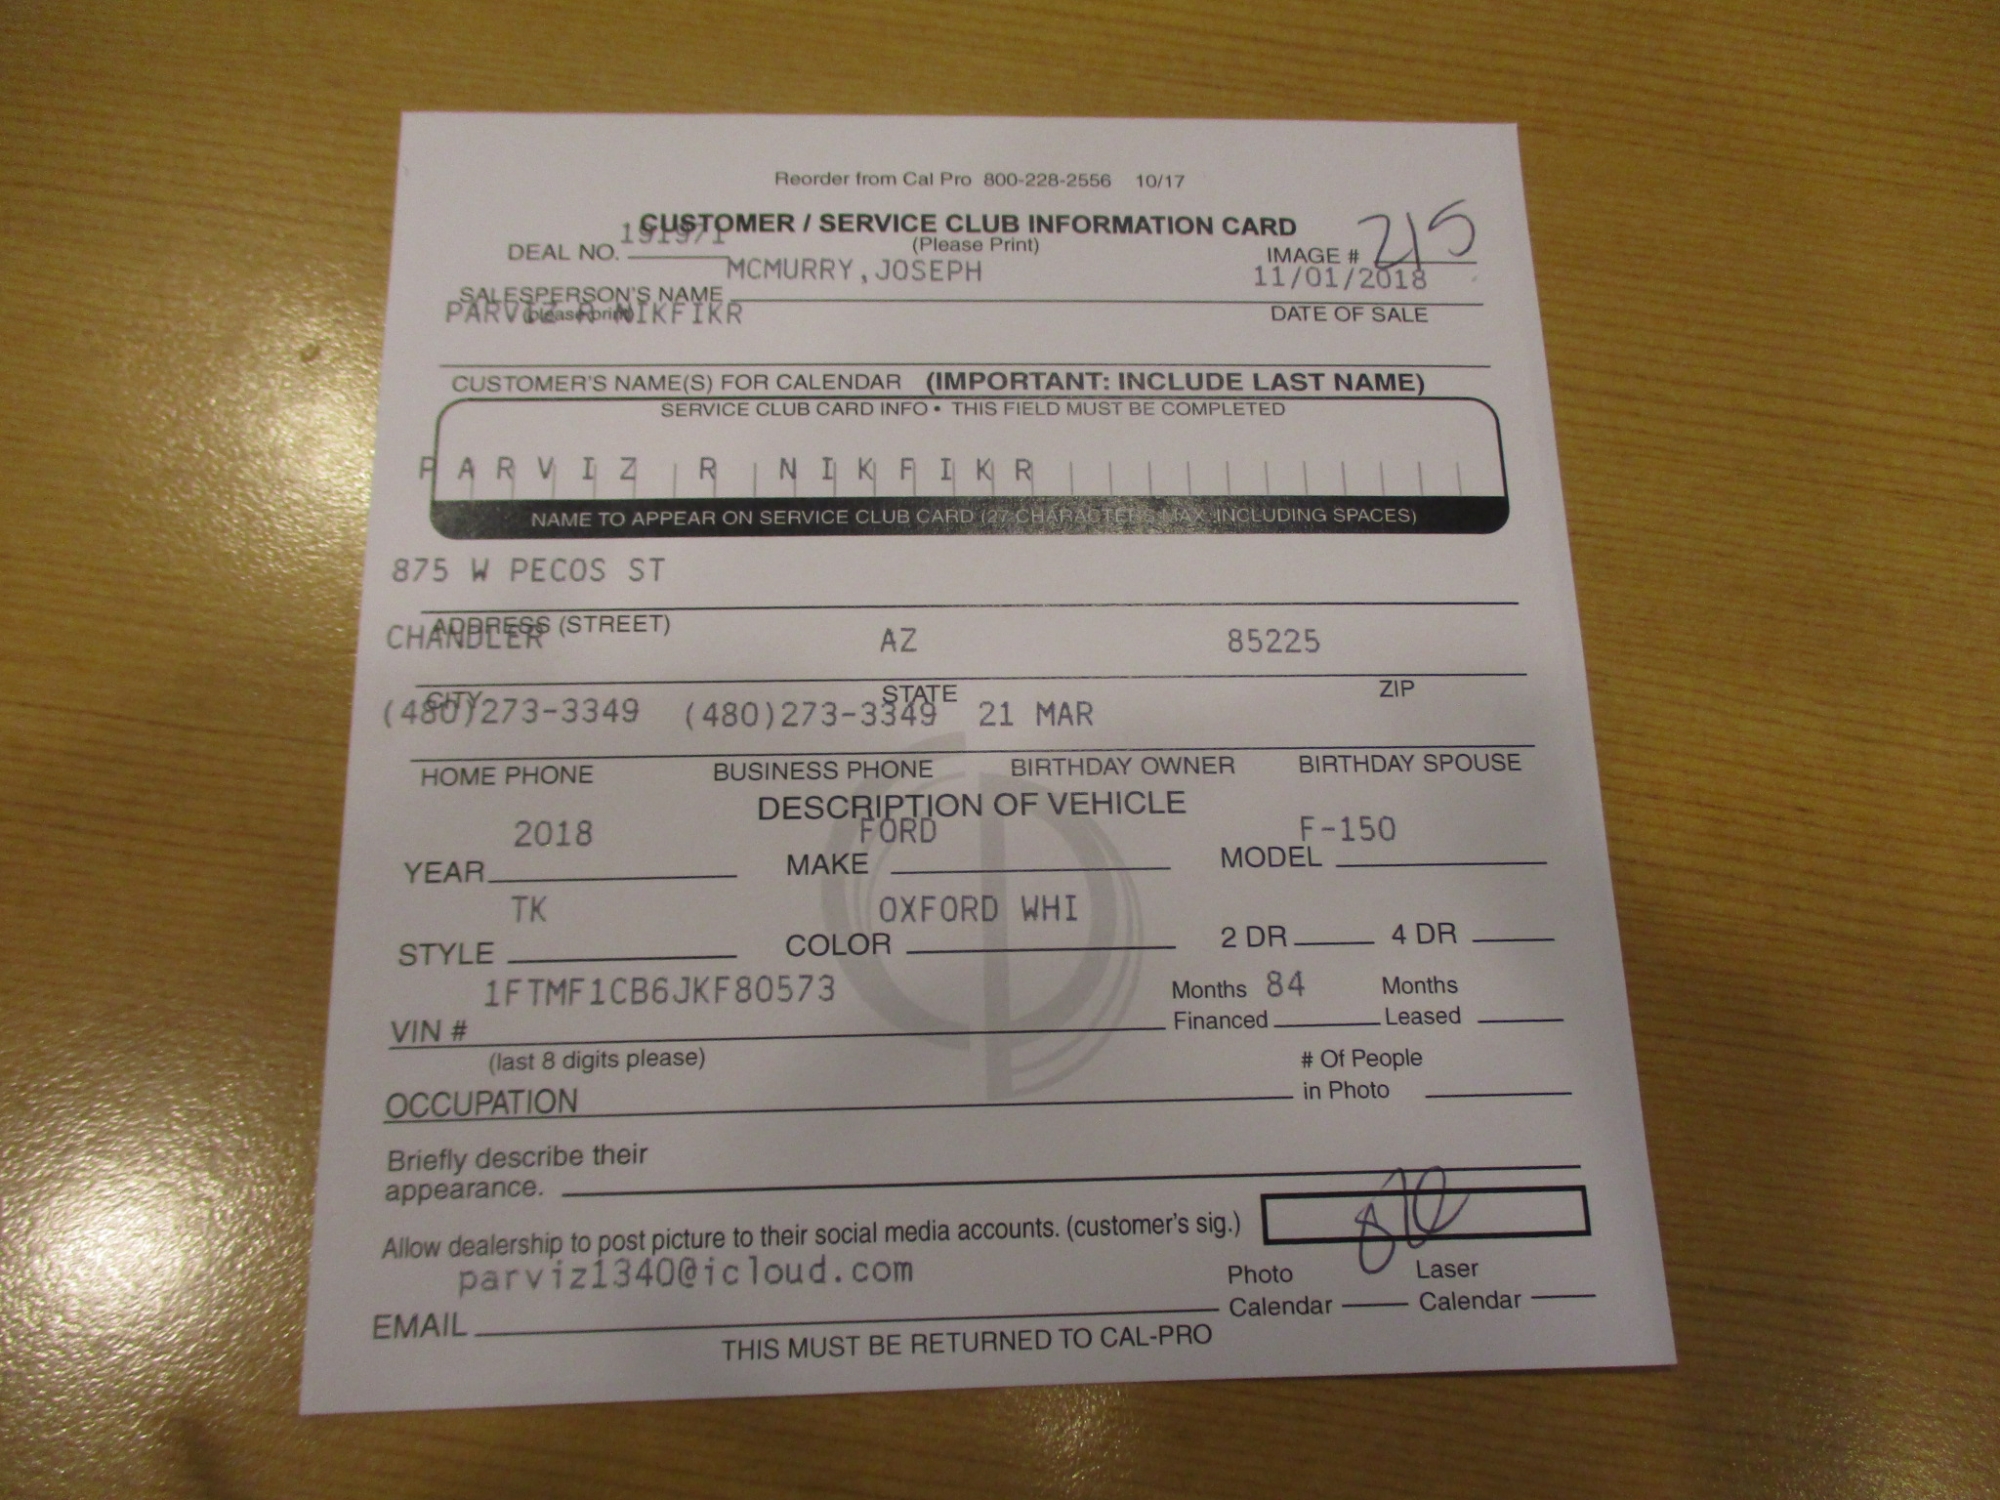 Reorder from Cal Pro 800-228-2556 10/17
CUSTOMER / SERVICE CLUB INFORMATION CARD
(Please Print)
DEAL NO. 191971
IMAGE # 215
MCMURRY,JOSEPH 11/01/2018
SALESPERSON'S NAME
(please print)
DATE OF SALE
PARVIZ R NIKFIKR
CUSTOMER'S NAME(S) FOR CALENDAR (IMPORTANT: INCLUDE LAST NAME)
SERVICE CLUB CARD INFO • THIS FIELD MUST BE COMPLETED
PARVIZ R NIKFIKR
NAME TO APPEAR ON SERVICE CLUB CARD (27 CHARACTERS MAX. INCLUDING SPACES)
875 W PECOS ST
ADDRESS (STREET)
CHANDLER AZ 85225
CITY STATE ZIP
(480)273-3349 (480)273-3349 21 MAR
HOME PHONE BUSINESS PHONE BIRTHDAY OWNER BIRTHDAY SPOUSE
DESCRIPTION OF VEHICLE
2018 FORD F-150
YEAR MAKE MODEL
TK OXFORD WHI
STYLE COLOR 2 DR 4 DR
1FTMF1CB6JKF80573 Months 84 Months
VIN # Financed Leased
(last 8 digits please) # Of People
OCCUPATION in Photo
Briefly describe their
appearance.
Allow dealership to post picture to their social media accounts. (customer's sig.)
parviz1340@icloud.com Photo Laser
EMAIL Calendar Calendar
THIS MUST BE RETURNED TO CAL-PRO